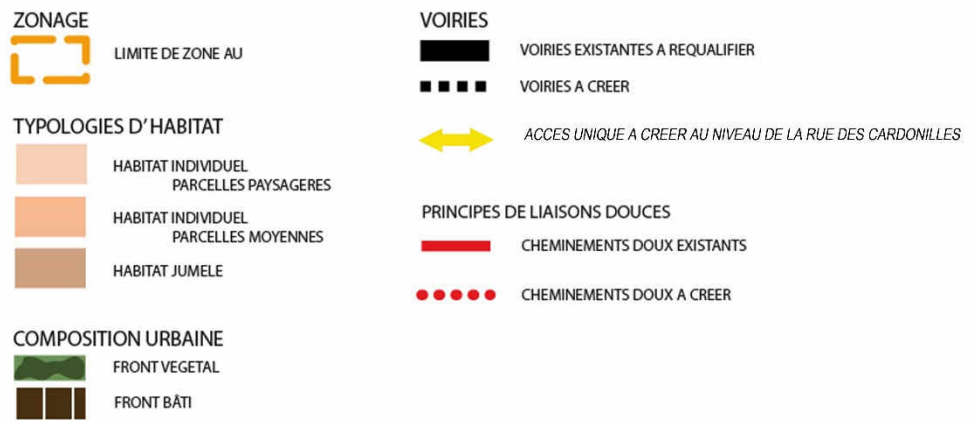 ZONAGE
LIMITE DE ZONE AU
TYPOLOGIES D'HABITAT
HABITAT INDIVIDUEL
PARCELLES PAYSAGERES
HABITAT INDIVIDUEL
PARCELLES MOYENNES
HABITAT JUMELE
COMPOSITION URBAINE
FRONT VEGETAL
FRONT BÂTI
VOIRIES
VOIRIES EXISTANTES A REQUALIFIER
VOIRIES A CREER
ACCES UNIQUE A CREER AU NIVEAU DE LA RUE DES CARDONILLES
PRINCIPES DE LIAISONS DOUCES
CHEMINEMENTS DOUX EXISTANTS
CHEMINEMENTS DOUX A CREER